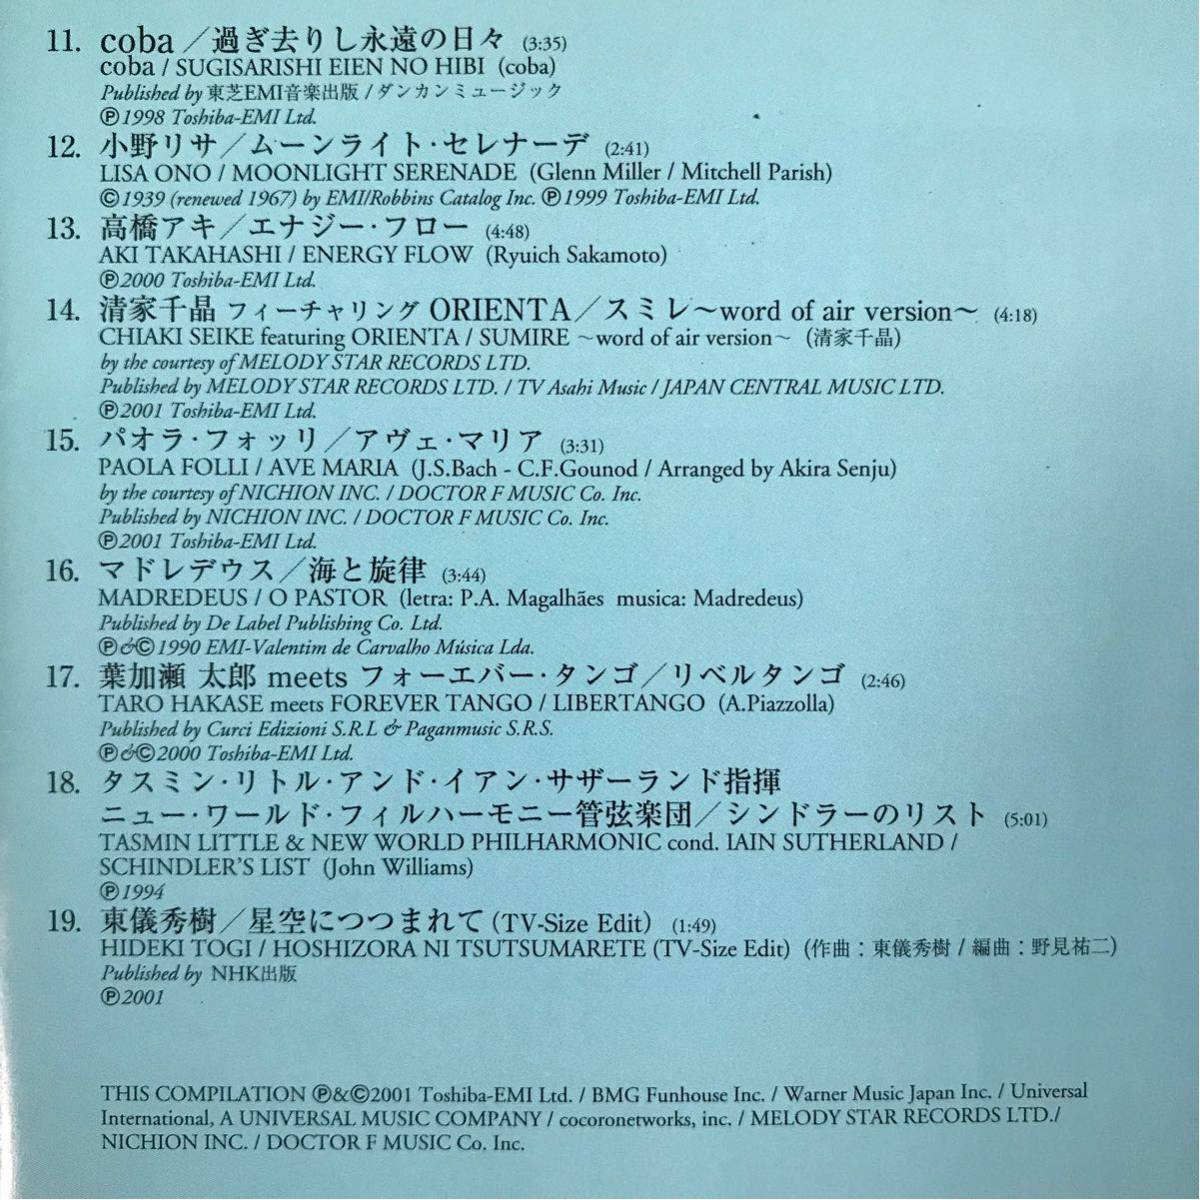 11. coba／過ぎ去りし永遠の日々 (3:35)
coba / SUGISARISHI EIEN NO HIBI (coba)
Published by 東芝EMI音楽出版 / ダンカンミュージック
℗1998 Toshiba-EMI Ltd.
12. 小野リサ／ムーンライト・セレナーデ (2:41)
LISA ONO / MOONLIGHT SERENADE (Glenn Miller / Mitchell Parish)
©1939 (renewed 1967) by EMI/Robbins Catalog Inc. ℗1999 Toshiba-EMI Ltd.
13. 高橋アキ／エナジー・フロー (4:48)
AKI TAKAHASHI / ENERGY FLOW (Ryuich Sakamoto)
℗2000 Toshiba-EMI Ltd.
14. 清家千晶 フィーチャリング ORIENTA／スミレ～word of air version～ (4:18)
CHIAKI SEIKE featuring ORIENTA / SUMIRE ～word of air version～ (清家千晶)
by the courtesy of MELODY STAR RECORDS LTD.
Published by MELODY STAR RECORDS LTD. / TV Asahi Music / JAPAN CENTRAL MUSIC LTD.
℗2001 Toshiba-EMI Ltd.
15. パオラ・フォッリ／アヴェ・マリア (3:31)
PAOLA FOLLI / AVE MARIA (J.S.Bach - C.F.Gounod / Arranged by Akira Senju)
by the courtesy of NICHION INC. / DOCTOR F MUSIC Co. Inc.
Published by NICHION INC. / DOCTOR F MUSIC Co. Inc.
℗2001 Toshiba-EMI Ltd.
16. マドレデウス／海と旋律 (3:44)
MADREDEUS / O PASTOR (letra: P.A. Magalhães musica: Madredeus)
Published by De Label Publishing Co. Ltd.
℗&©1990 EMI-Valentim de Carvalho Música Lda.
17. 葉加瀬 太郎 meets フォーエバー・タンゴ／リベルタンゴ (2:46)
TARO HAKASE meets FOREVER TANGO / LIBERTANGO (A.Piazzolla)
Published by Curci Edizioni S.R.L & Paganmusic S.R.S.
℗&©2000 Toshiba-EMI Ltd.
18. タスミン・リトル・アンド・イアン・サザーランド指揮
ニュー・ワールド・フィルハーモニー管弦楽団／シンドラーのリスト (5:01)
TASMIN LITTLE & NEW WORLD PHILHARMONIC cond. IAIN SUTHERLAND /
SCHINDLER'S LIST (John Williams)
℗1994
19. 東儀秀樹／星空につつまれて (TV-Size Edit) (1:49)
HIDEKI TOGI / HOSHIZORA NI TSUTSUMARETE (TV-Size Edit) (作曲：東儀秀樹 / 編曲：野見祐二)
Published by NHK出版
℗2001
THIS COMPILATION ℗&©2001 Toshiba-EMI Ltd. / BMG Funhouse Inc. / Warner Music Japan Inc. / Universal
International, A UNIVERSAL MUSIC COMPANY / cocoronetworks, inc. / MELODY STAR RECORDS LTD./
NICHION INC. / DOCTOR F MUSIC Co. Inc.